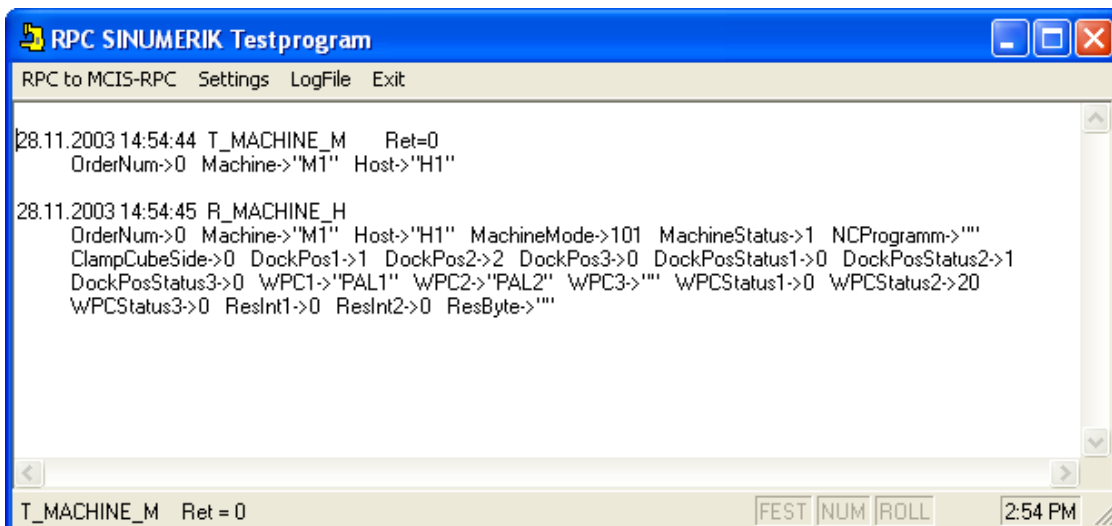 RPC SINUMERIK Testprogram
RPC to MCIS-RPC Settings LogFile Exit
28.11.2003 14:54:44 T_MACHINE_M Ret=0
OrderNum->0 Machine->"M1" Host->"H1"
28.11.2003 14:54:45 R_MACHINE_H
OrderNum->0 Machine->"M1" Host->"H1" MachineMode->101 MachineStatus->1 NCProgramm->""
ClampCubeSide->0 DockPos1->1 DockPos2->2 DockPos3->0 DockPosStatus1->0 DockPosStatus2->1
DockPosStatus3->0 WPC1->"PAL1" WPC2->"PAL2" WPC3->"" WPCStatus1->0 WPCStatus2->20
WPCStatus3->0 ResInt1->0 ResInt2->0 ResByte->""
T_MACHINE_M Ret = 0 FEST NUM ROLL 2:54 PM